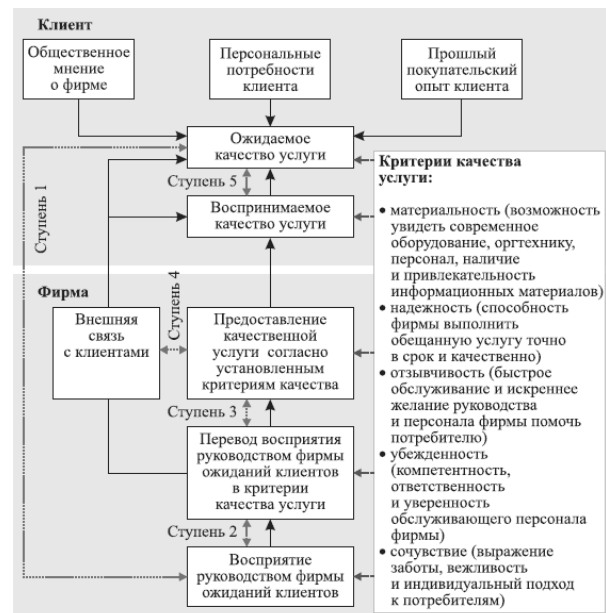 Клиент
Общественное
мнение
о фирме
Персональные
потребности
клиента
Прошлый
покупательский
опыт клиента
Ожидаемое
качество услуги
Ступень 5
Воспринимаемое
качество услуги
Ступень 1
Фирма
Внешняя
связь
с клиентами
Ступень 4
Предоставление
качественной
услуги согласно
установленным
критериям качества
Ступень 3
Перевод восприятия
руководством фирмы
ожиданий клиентов
в критерии
качества услуги
Ступень 2
Восприятие
руководством фирмы
ожиданий клиентов
Критерии качества
услуги:
• материальность (возможность
увидеть современное
оборудование, оргтехнику,
персонал, наличие
и привлекательность
информационных материалов)
• надежность (способность
фирмы выполнить
обещанную услугу точно
в срок и качественно)
• отзывчивость (быстрое
обслуживание и искреннее
желание руководства
и персонала фирмы помочь
потребителю)
• убежденность
(компетентность,
ответственность
и уверенность
обслуживающего персонала
фирмы)
• сочувствие (выражение
заботы, вежливость
и индивидуальный подход
к потребителям)